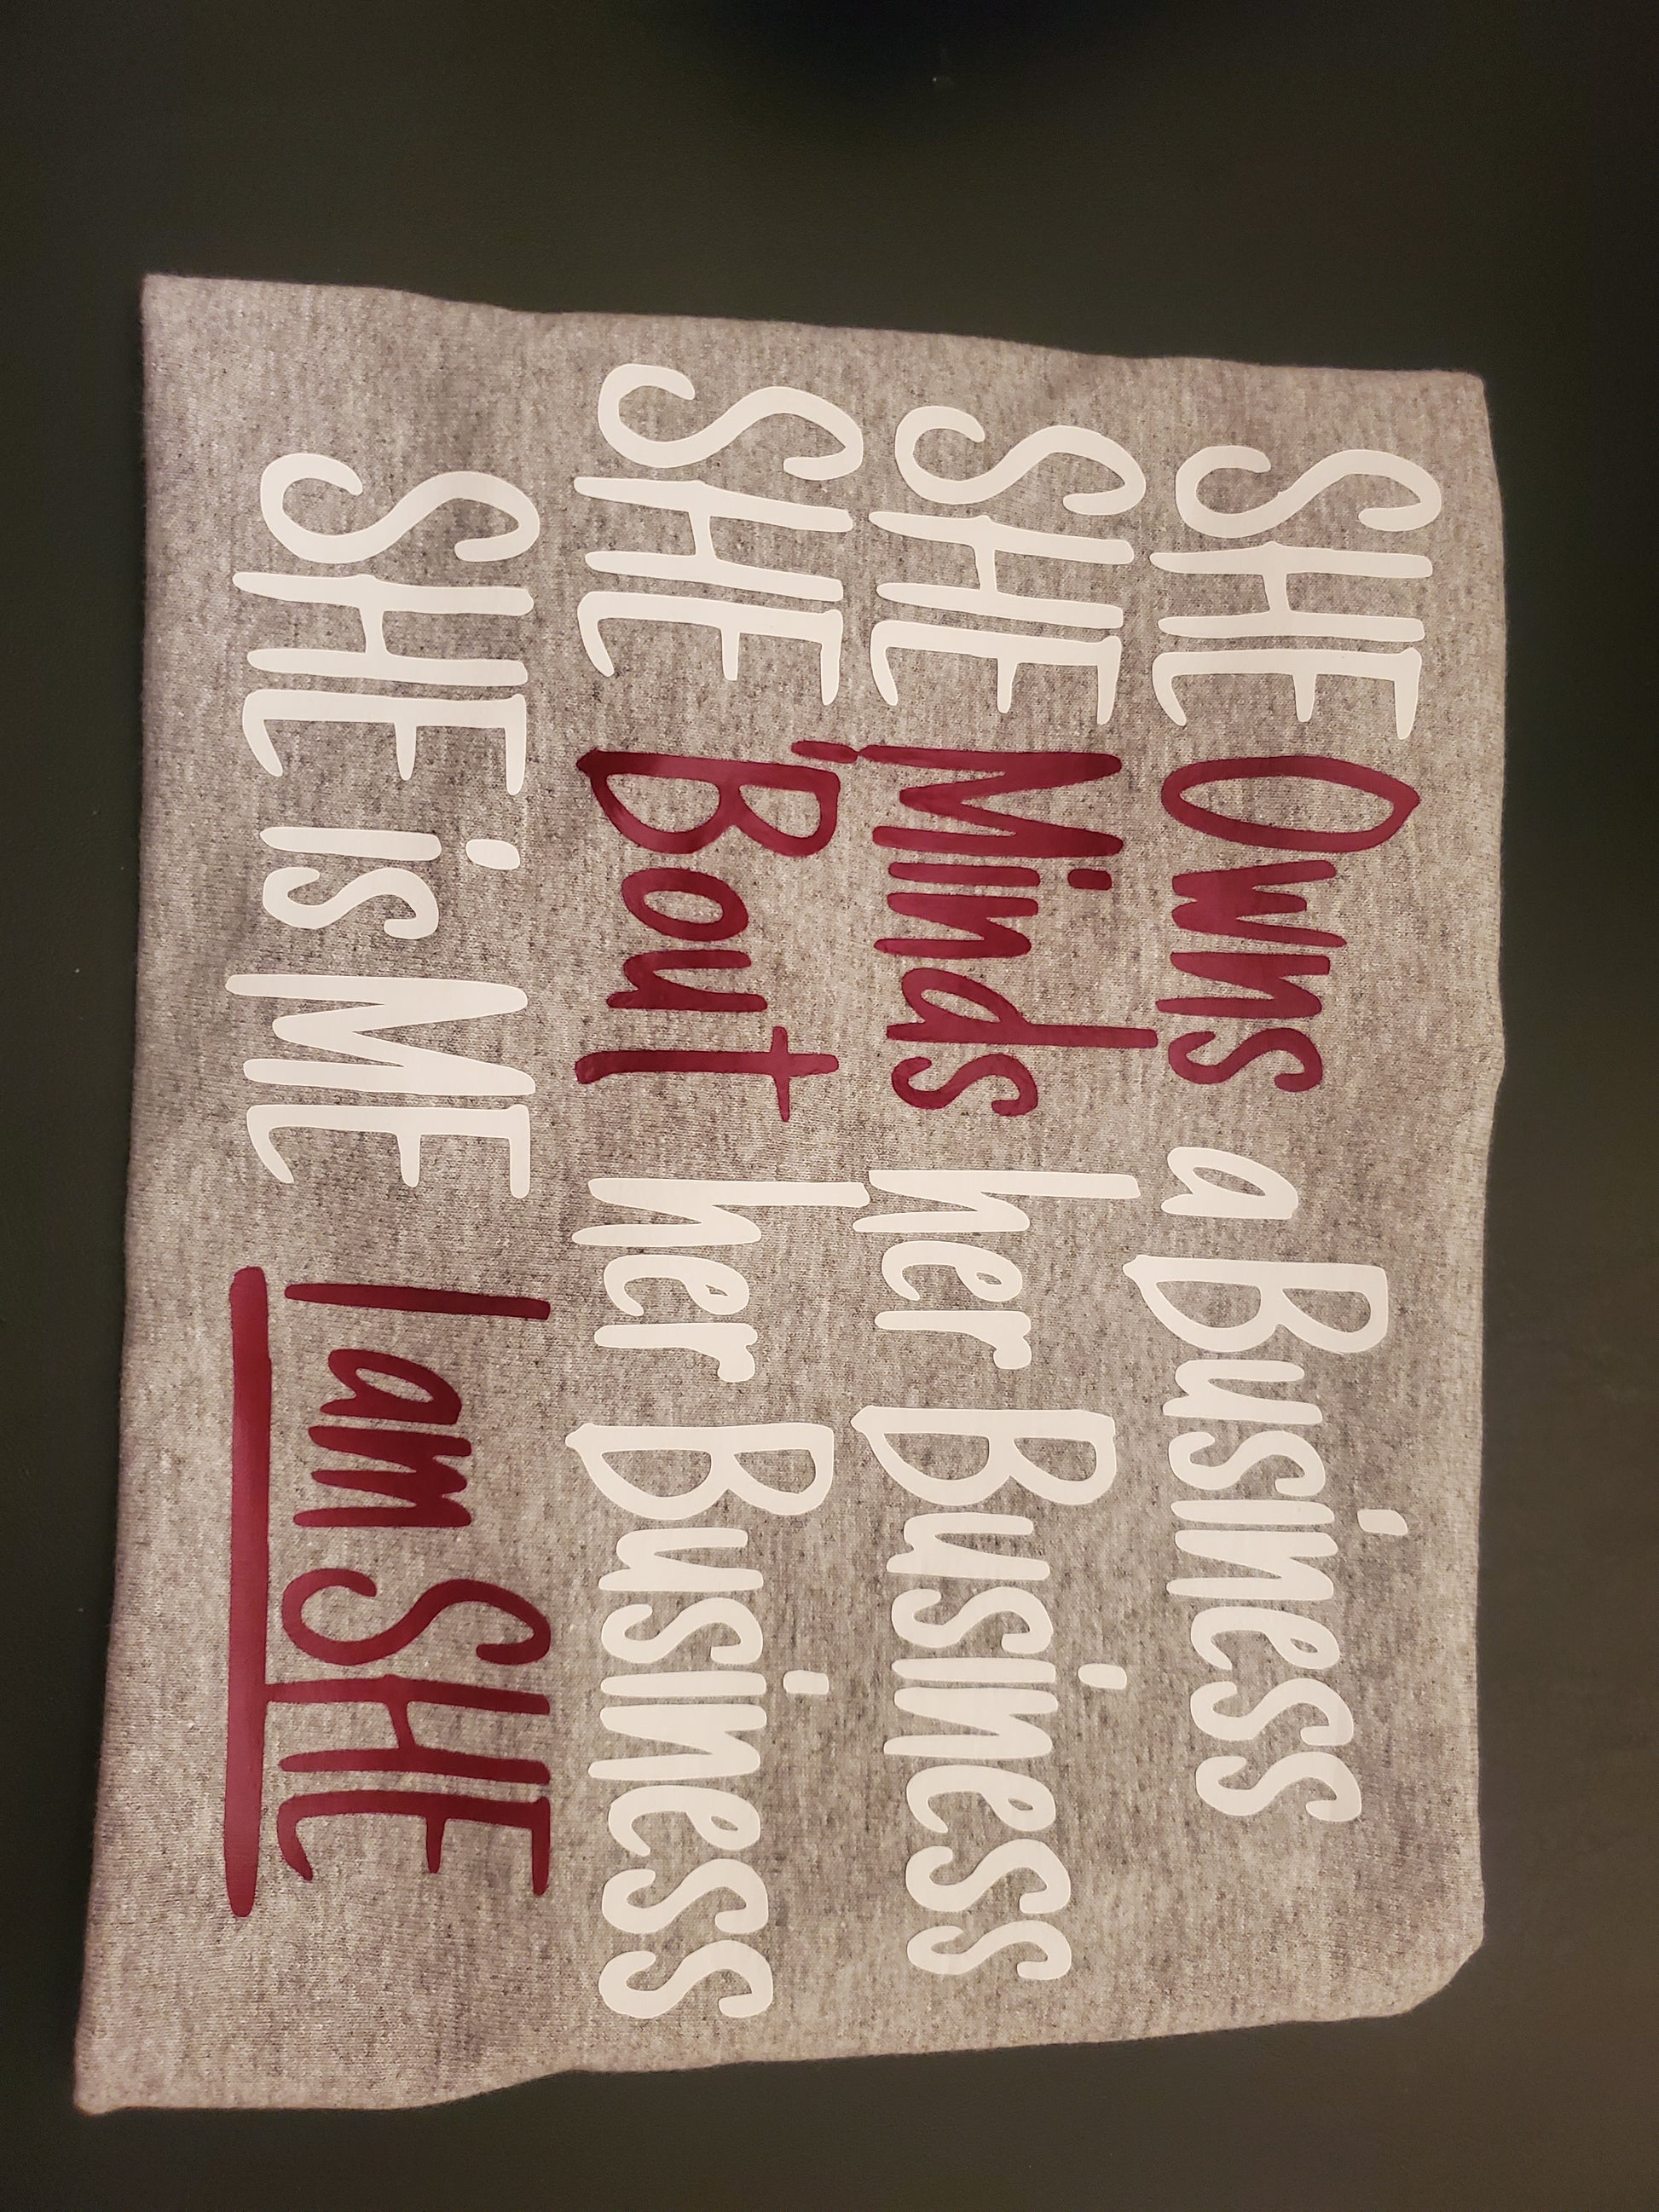 SHE Owns a Business
SHE Minds her Business
SHE 'Bout her Business
SHE is ME I am SHE